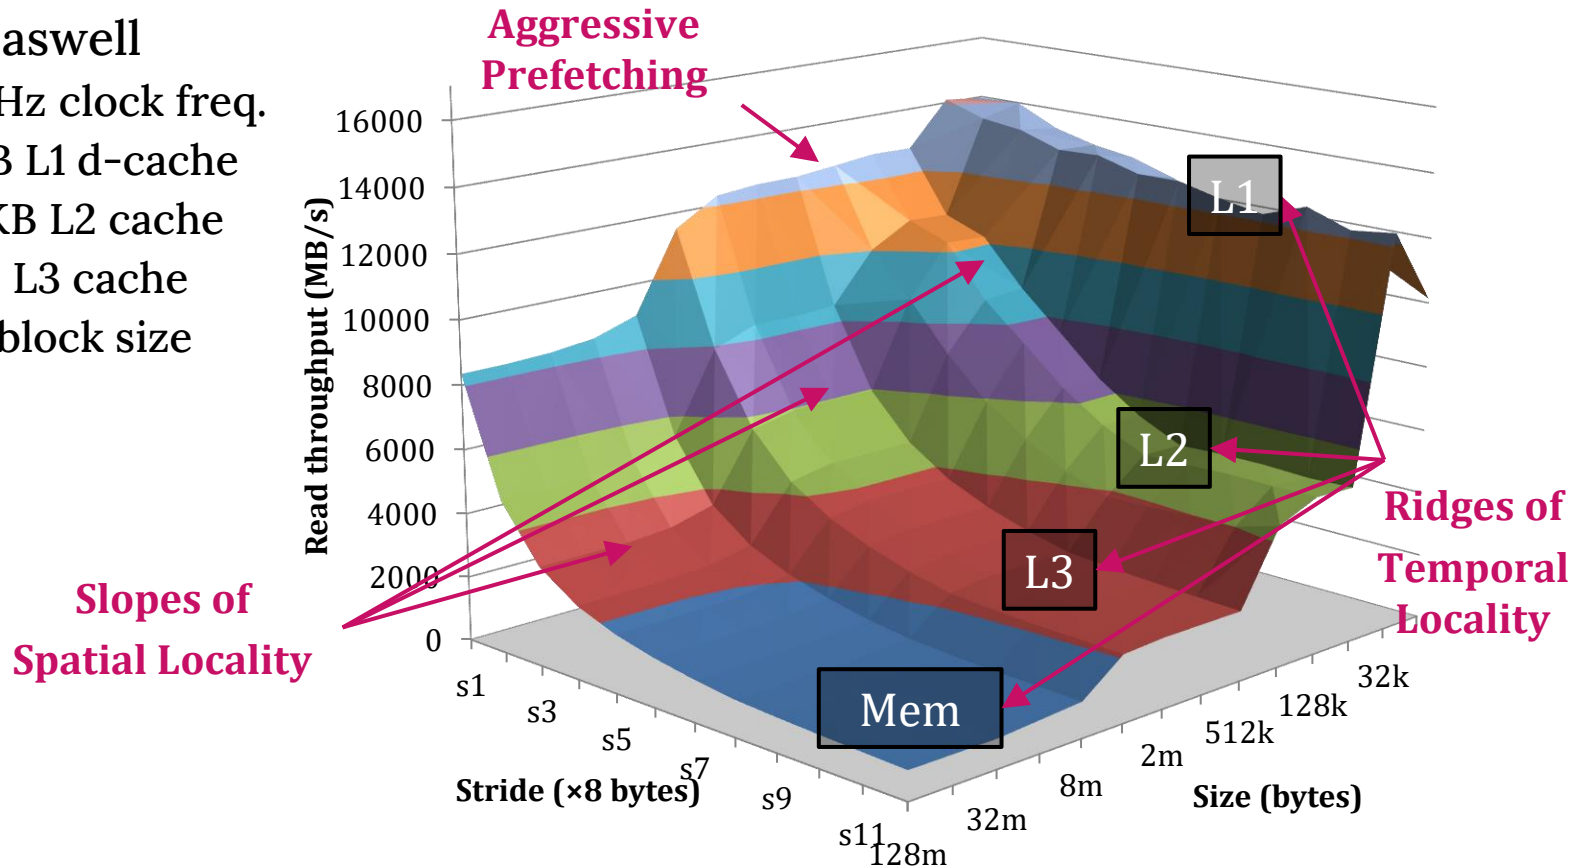 aswell
Hz clock freq.
B L1 d-cache
KB L2 cache
L3 cache
block size
Aggressive
Prefetching
Read throughput (MB/s)
16000
14000
12000
10000
8000
6000
4000
2000
0
L1
L2
L3
Mem
Ridges of
Temporal
Locality
Slopes of
Spatial Locality
s1
s3
s5
s7
s9
s11
Stride (×8 bytes)
128m
32m
8m
2m
512k
128k
32k
Size (bytes)